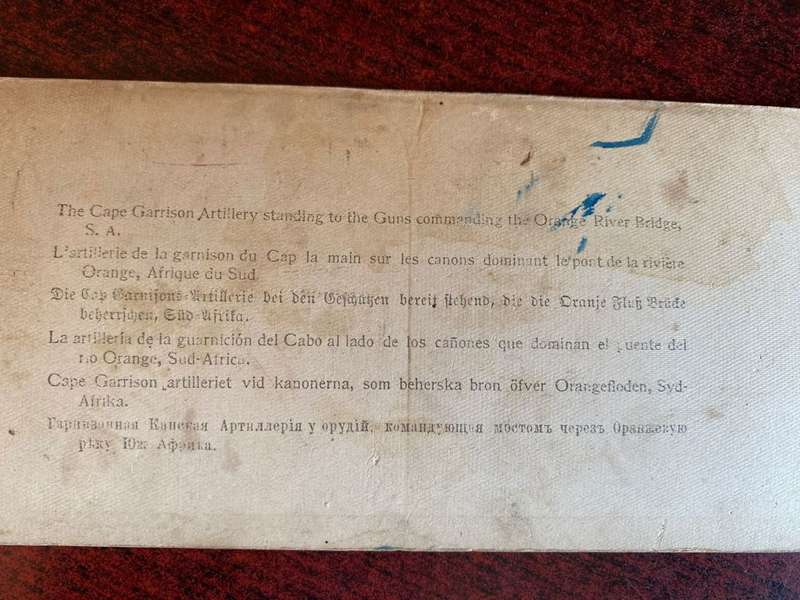 The Cape Garrison Artillery standing to the Guns commanding the Orange River Bridge,
S. A.
L'artillerie de la garnison du Cap la main sur les canons dominant le pont de la rivière
Orange, Afrique du Sud
Die Cap Garnisons-Artillerie bei den Geschützen bereit stehend, die die Oranje Fluß Brücke
beherrschen, Süd-Afrika.
La artillería de la guarnición del Cabo al lado de los cañones que dominan el puente del
rio Orange, Sud-Africa.
Cape Garrison artilleriet vid kanonerna, som beherska bron öfver Orangefloden, Syd-
Afrika.
Гарнизонная Капская Артиллерія у орудій, командующая мостомъ черезъ Оранжевую
рѣку Юж. Африка.